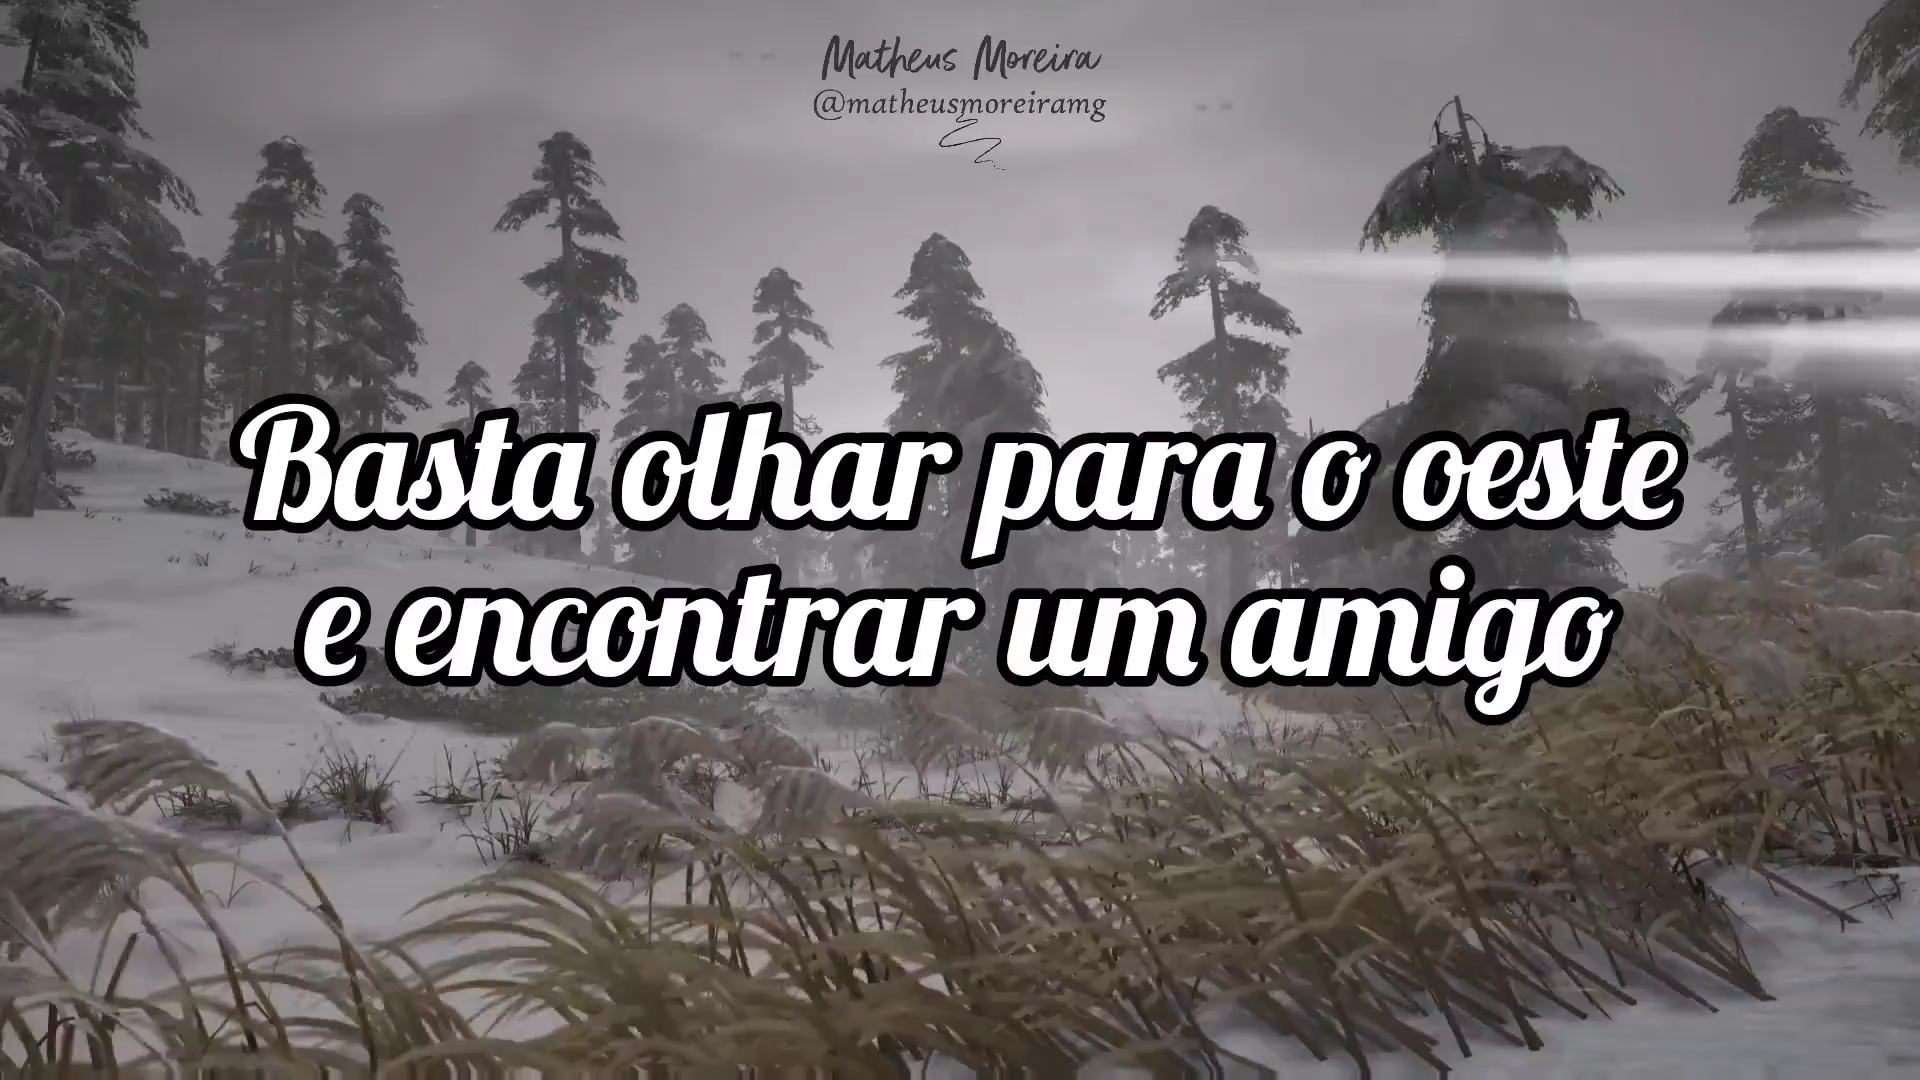 Matheus Moreira
@matheusmoreiramg
Basta olhar para o oeste
e encontrar um amigo